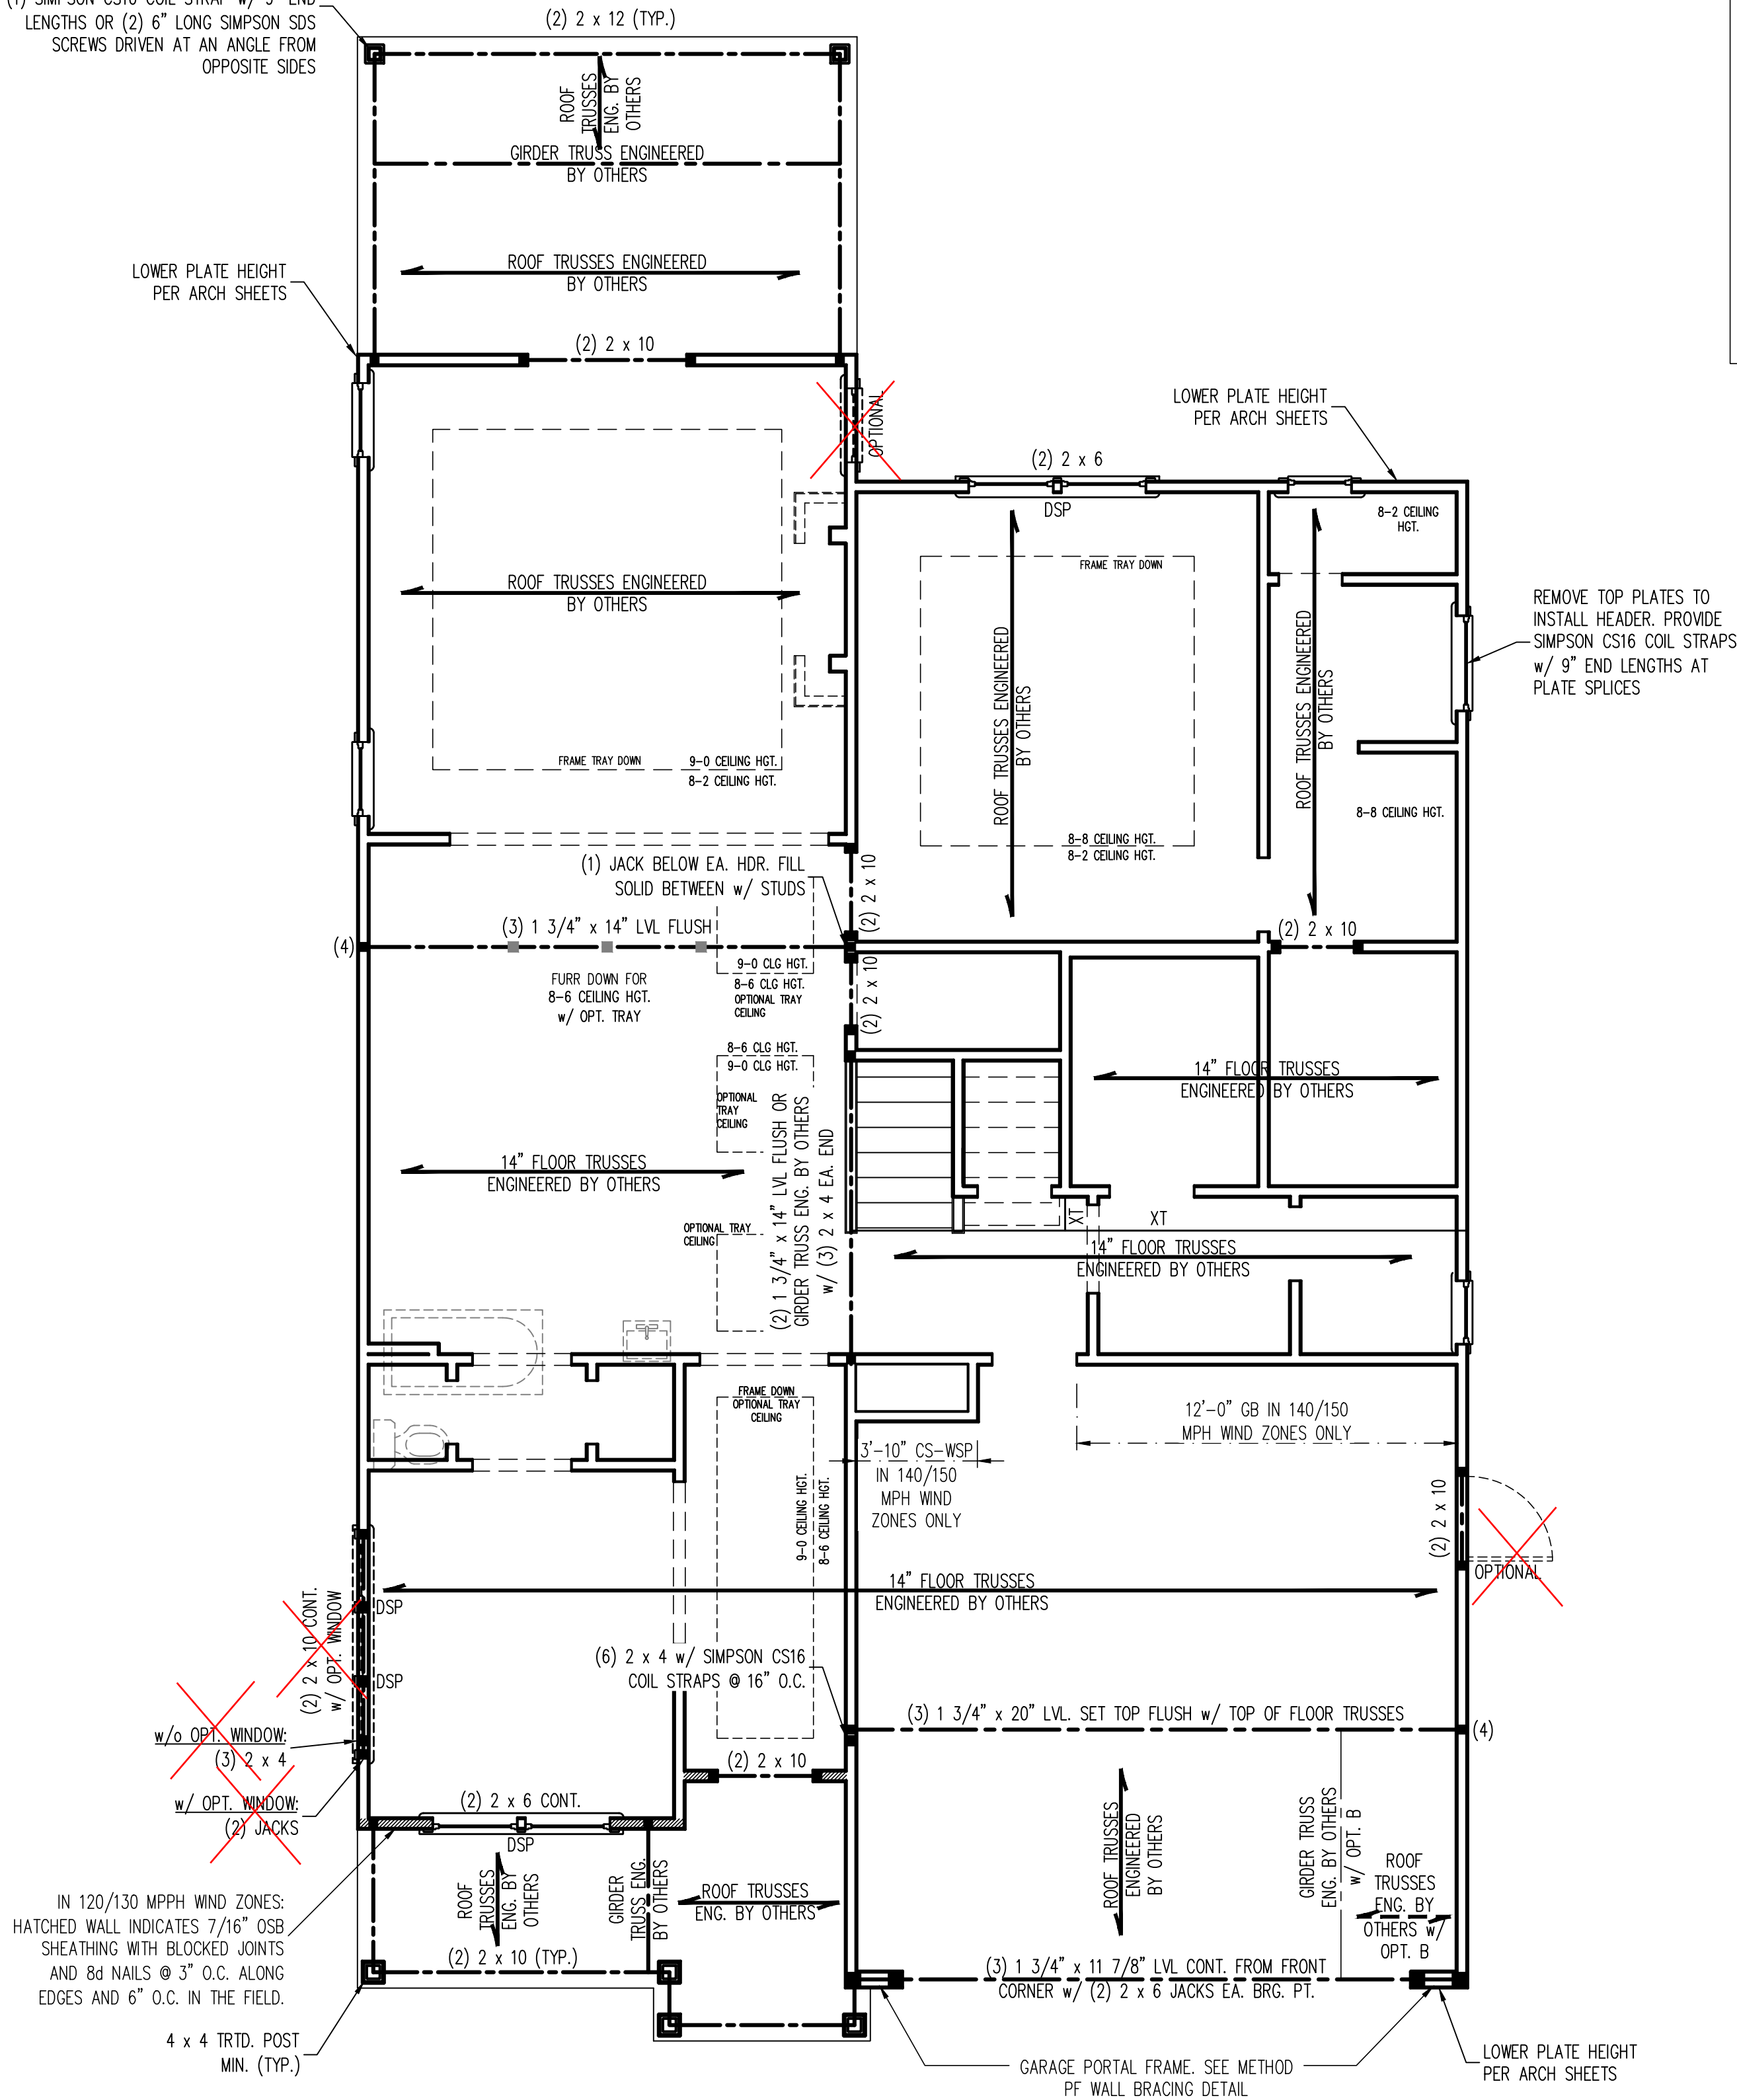 (1) SIMPSON CS16 COIL STRAP w/ 9" END
LENGTHS OR (2) 6" LONG SIMPSON SDS
SCREWS DRIVEN AT AN ANGLE FROM
OPPOSITE SIDES
(2) 2 x 12 (TYP.)
ROOF
TRUSSES
ENG. BY
OTHERS
GIRDER TRUSS ENGINEERED
BY OTHERS
ROOF TRUSSES ENGINEERED
BY OTHERS
LOWER PLATE HEIGHT
PER ARCH SHEETS
(2) 2 x 10
OPTIONAL
LOWER PLATE HEIGHT
PER ARCH SHEETS
(2) 2 x 6
DSP
8-2 CEILING
HGT.
FRAME TRAY DOWN
ROOF TRUSSES ENGINEERED
BY OTHERS
ROOF TRUSSES ENGINEERED
BY OTHERS
ROOF TRUSSES ENGINEERED
BY OTHERS
REMOVE TOP PLATES TO
INSTALL HEADER. PROVIDE
SIMPSON CS16 COIL STRAPS
w/ 9" END LENGTHS AT
PLATE SPLICES
FRAME TRAY DOWN
9-0 CEILING HGT.
8-2 CEILING HGT.
8-8 CEILING HGT.
8-8 CEILING HGT.
8-2 CEILING HGT.
(1) JACK BELOW EA. HDR. FILL
SOLID BETWEEN w/ STUDS
(2) 2 x 10
(3) 1 3/4" x 14" LVL FLUSH
(4)
(2) 2 x 10
9-0 CLG HGT.
8-6 CLG HGT.
OPTIONAL TRAY
CEILING
FURR DOWN FOR
8-6 CEILING HGT.
w/ OPT. TRAY
(2) 2 x 10
8-6 CLG HGT.
9-0 CLG HGT.
OPTIONAL
TRAY
CEILING
14" FLOOR TRUSSES
ENGINEERED BY OTHERS
14" FLOOR TRUSSES
ENGINEERED BY OTHERS
(2) 1 3/4" x 14" LVL FLUSH OR
GIRDER TRUSS ENG. BY OTHERS
w/ (3) 2 x 4 EA. END
OPTIONAL TRAY
CEILING
XT
XT
14" FLOOR TRUSSES
ENGINEERED BY OTHERS
FRAME DOWN
OPTIONAL TRAY
CEILING
12'-0" GB IN 140/150
MPH WIND ZONES ONLY
3'-10" CS-WSP
IN 140/150
MPH WIND
ZONES ONLY
9-0 CEILING HGT.
8-6 CEILING HGT.
(2) 2 x 10
OPTIONAL
14" FLOOR TRUSSES
ENGINEERED BY OTHERS
(2) 2 x 10 CONT.
w/ OPT. WINDOW
DSP
DSP
(6) 2 x 4 w/ SIMPSON CS16
COIL STRAPS @ 16" O.C.
(3) 1 3/4" x 20" LVL. SET TOP FLUSH w/ TOP OF FLOOR TRUSSES
(4)
w/o OPT. WINDOW:
(3) 2 x 4
w/ OPT. WINDOW:
(2) JACKS
(2) 2 x 10
(2) 2 x 6 CONT.
DSP
ROOF
TRUSSES
ENG. BY
OTHERS
GIRDER
TRUSS ENG.
BY OTHERS
ROOF TRUSSES
ENG. BY OTHERS
ROOF TRUSSES
ENGINEERED
BY OTHERS
GIRDER TRUSS
ENG. BY OTHERS
w/ OPT. B
ROOF
TRUSSES
ENG. BY
OTHERS w/
OPT. B
IN 120/130 MPPH WIND ZONES:
HATCHED WALL INDICATES 7/16" OSB
SHEATHING WITH BLOCKED JOINTS
AND 8d NAILS @ 3" O.C. ALONG
EDGES AND 6" O.C. IN THE FIELD.
(2) 2 x 10 (TYP.)
(3) 1 3/4" x 11 7/8" LVL CONT. FROM FRONT
CORNER w/ (2) 2 x 6 JACKS EA. BRG. PT.
4 x 4 TRTD. POST
MIN. (TYP.)
GARAGE PORTAL FRAME. SEE METHOD
PF WALL BRACING DETAIL
LOWER PLATE HEIGHT
PER ARCH SHEETS